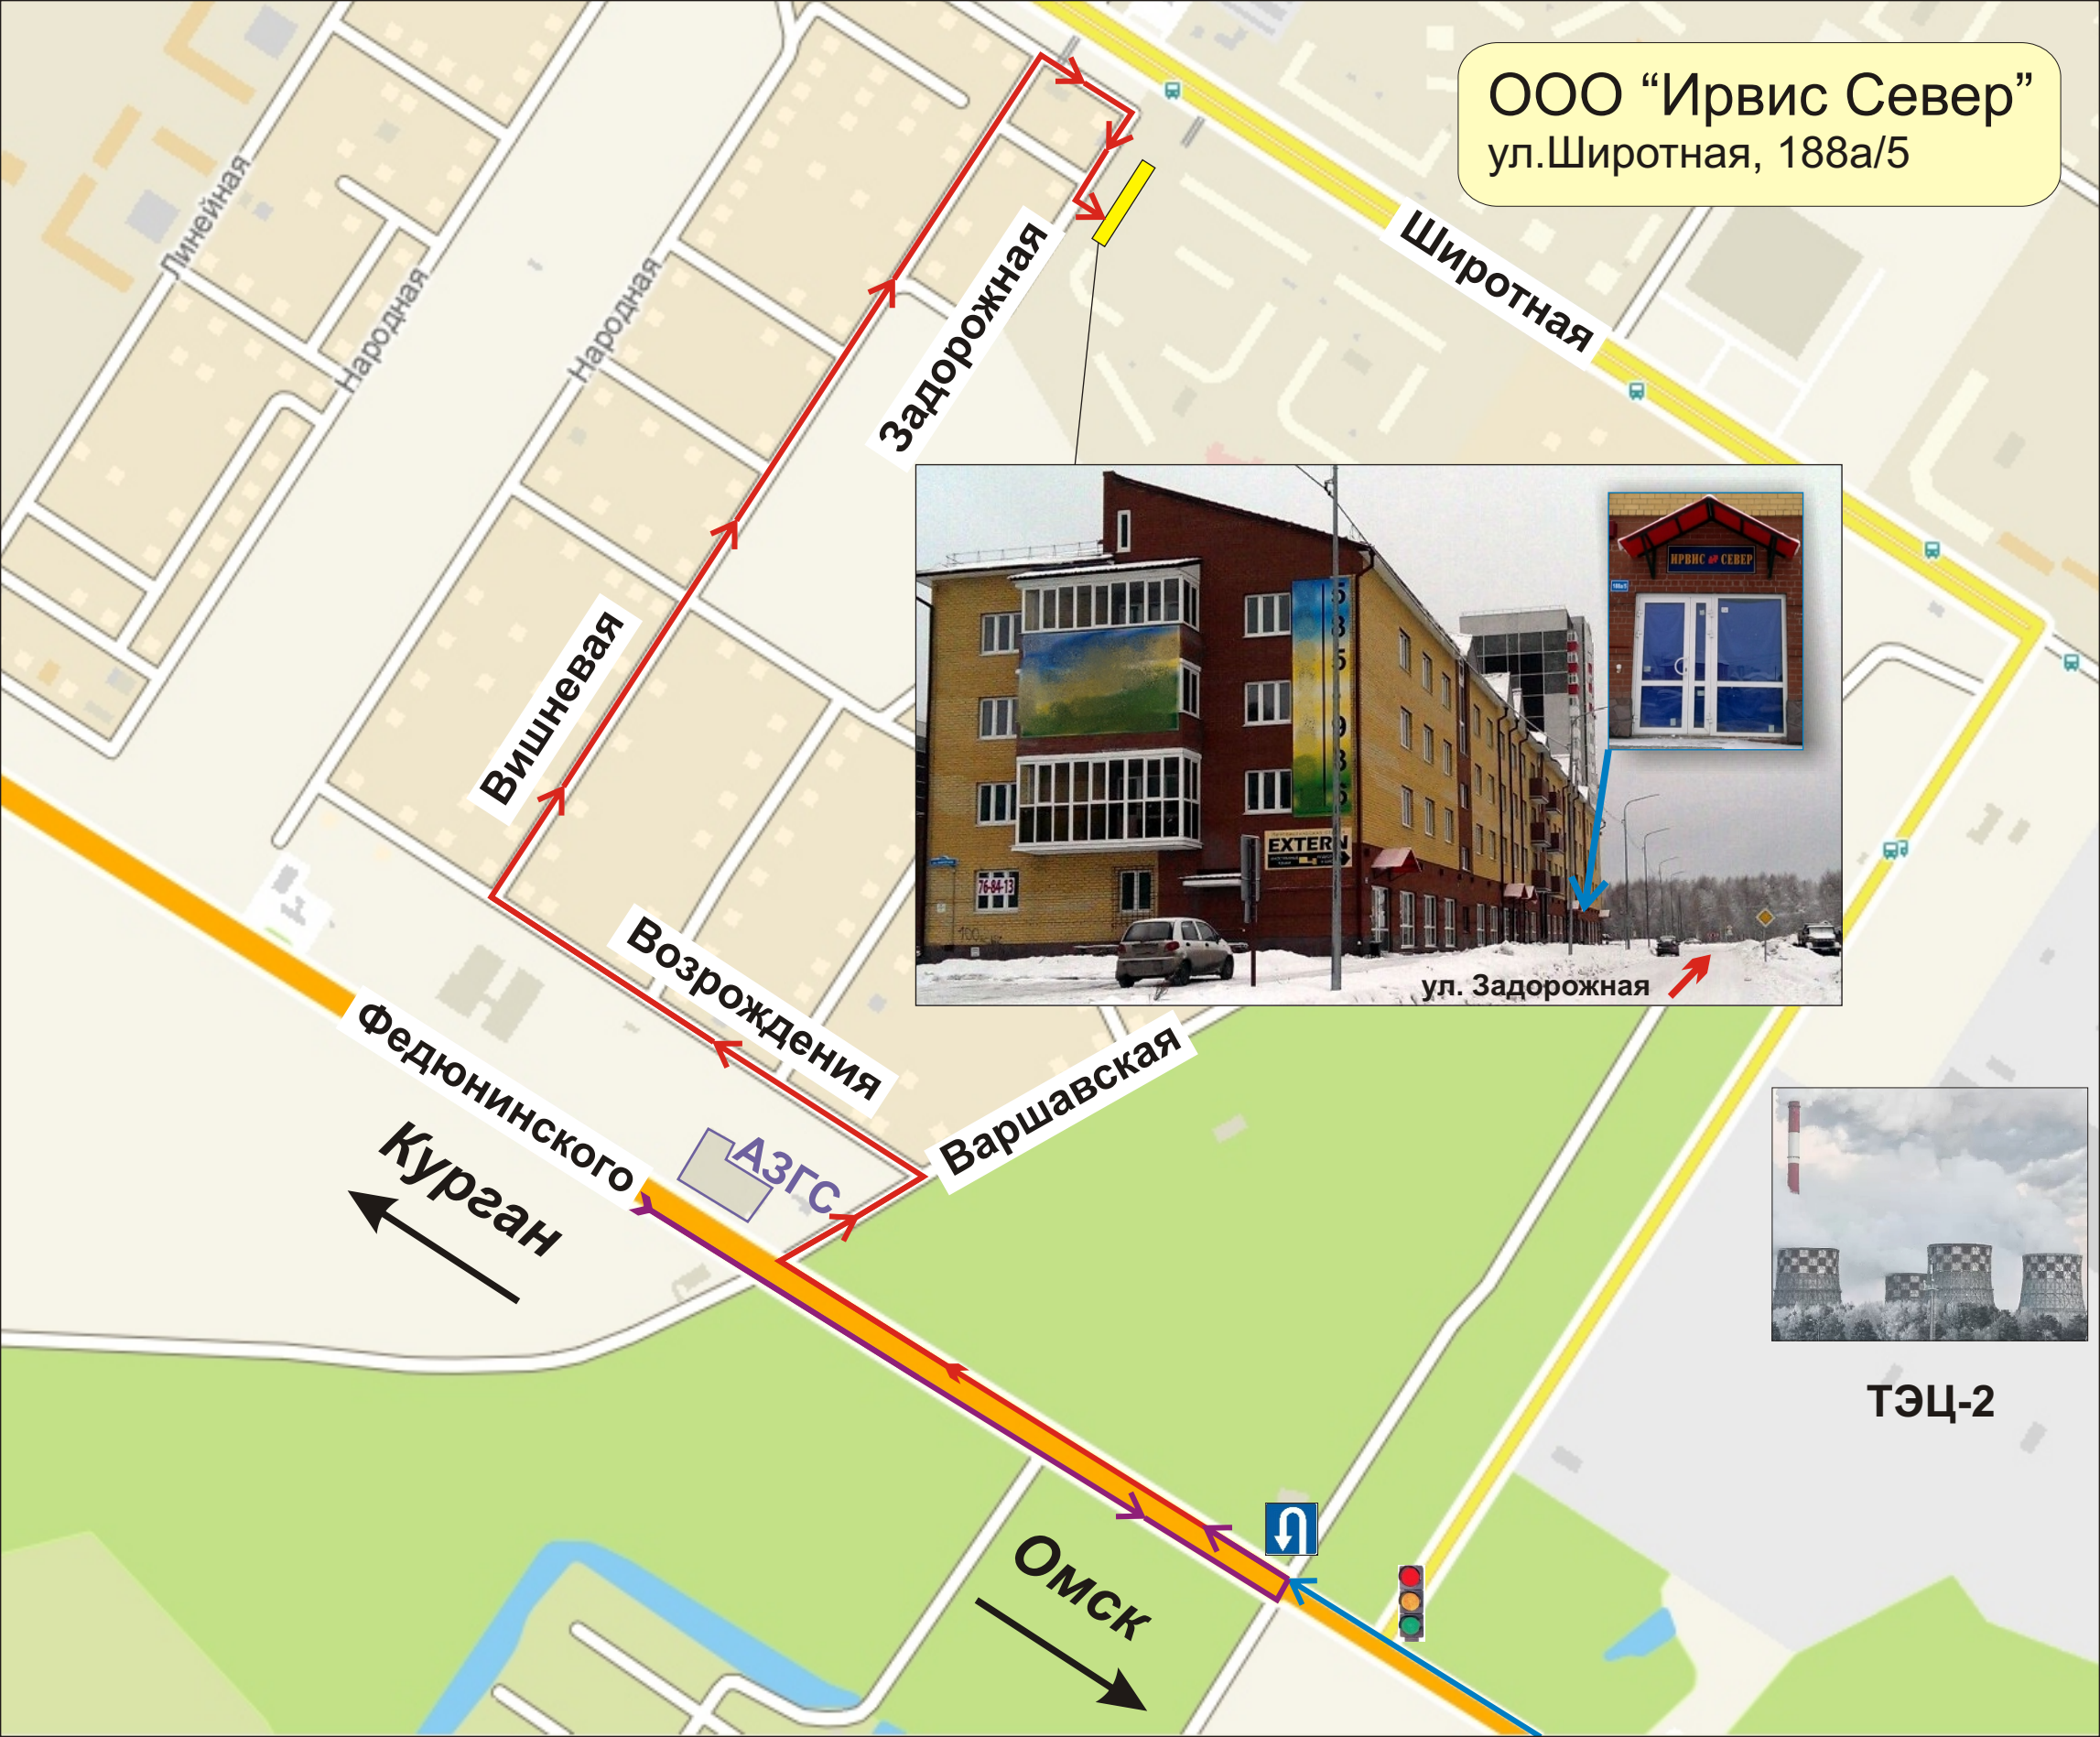 ООО “Ирвис Север”
ул.Широтная, 188а/5
Линейная
Народная
Народная
Задорожная
Широтная
Вишневая
Возрождения
Федюнинского
Варшавская
АЗГС
Курган
Омск
ТЭЦ-2
ИРВИС СЕВЕР
EXTERN
76-84-13
ул. Задорожная